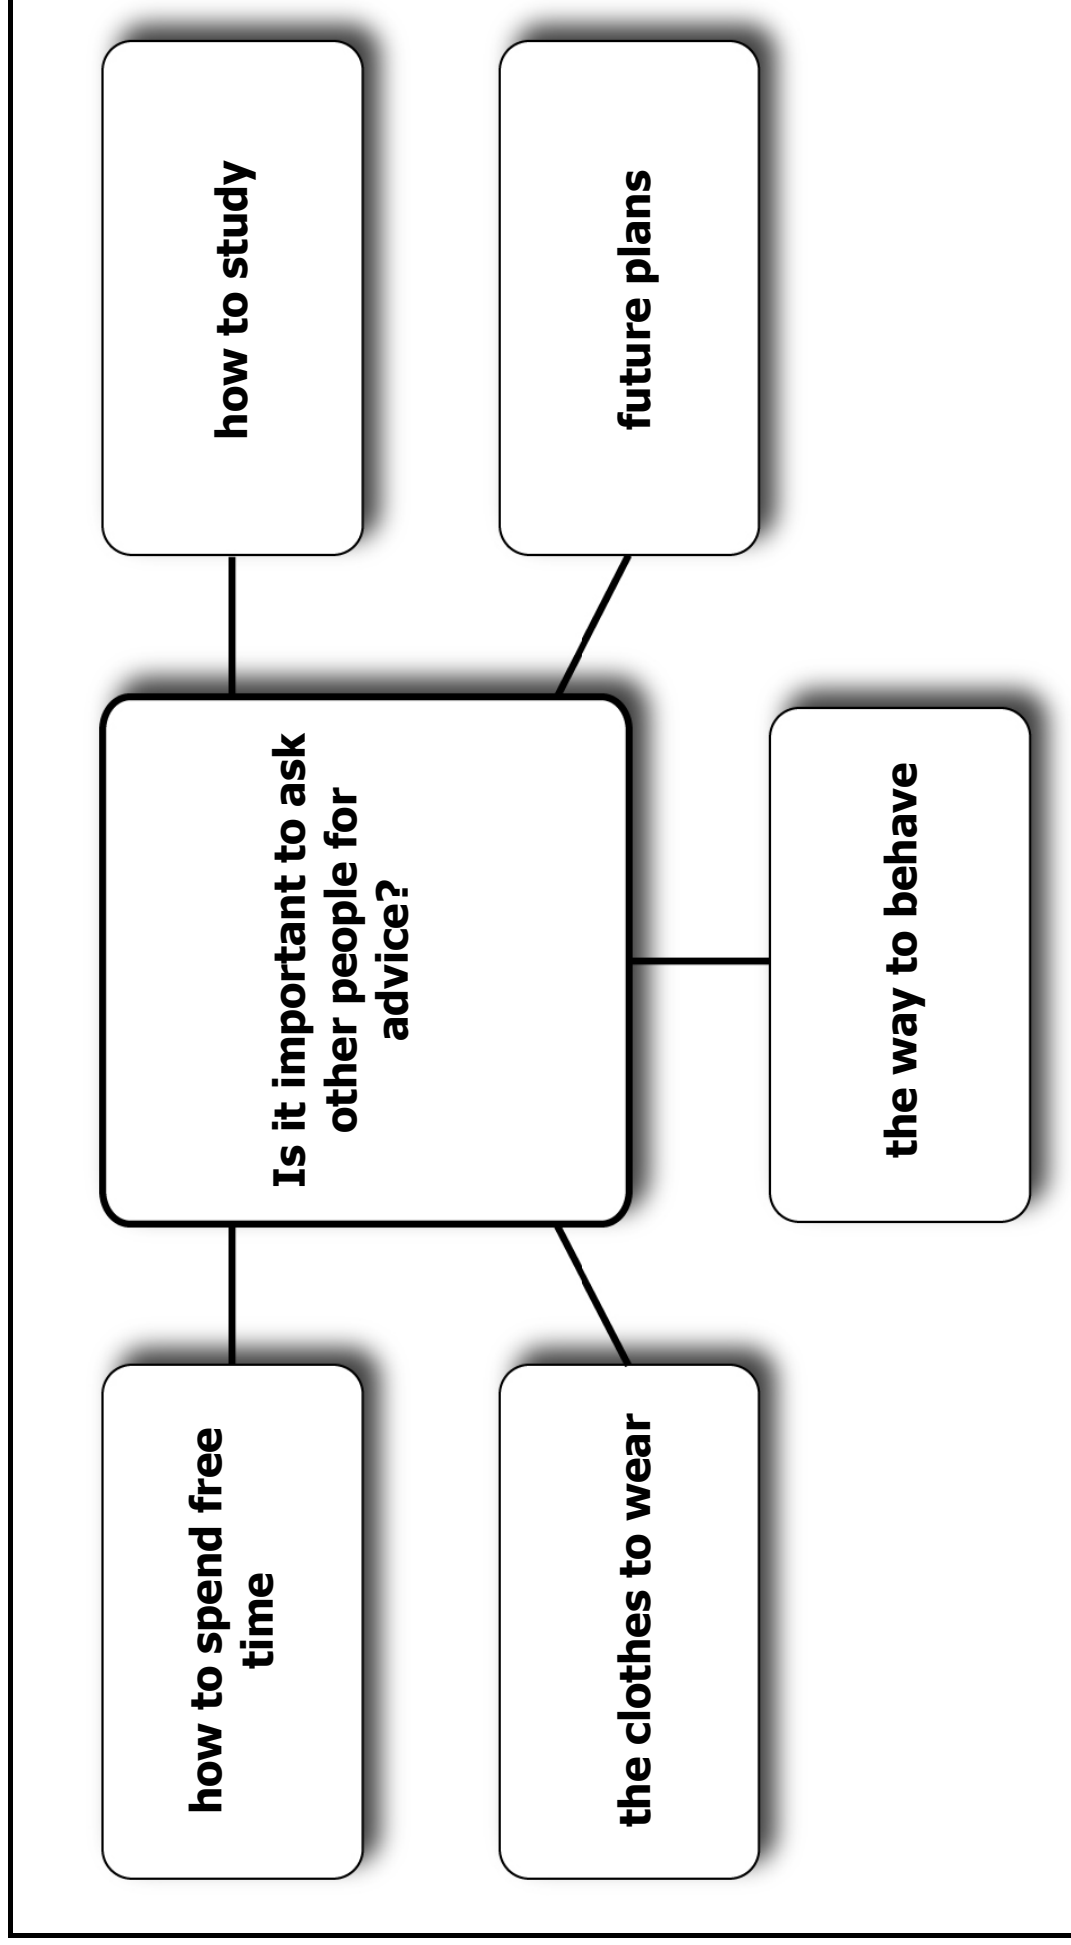 Is it important to ask
other people for
advice?
how to spend free
time
how to study
the clothes to wear
future plans
the way to behave